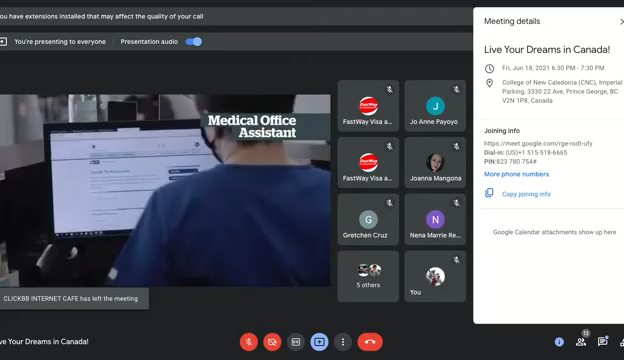 ou have extensions installed that may affect the quality of your call
You're presenting to everyone
Presentation audio
Medical Office
Assistant
FastWay Visa a...
Jo Anne Payoyo
FastWay Visa a...
Joanna Mangona
Gretchen Cruz
Nena Marrie Re...
5 others
You
CLICKBB INTERNET CAFE has left the meeting
ve Your Dreams in Canada!
Meeting details
Live Your Dreams in Canada!
Fri, Jun 18, 2021 6:30 PM - 7:30 PM
College of New Caledonia (CNC), Imperial
Parking, 3330 22 Ave, Prince George, BC
V2N 1P8, Canada
Joining info
https://meet.google.com/rge-rodt-ufy
Dial-in: (US)+1 515-518-6665
PIN:823 780 754#
More phone numbers
Copy joining info
Google Calendar attachments show up here
13